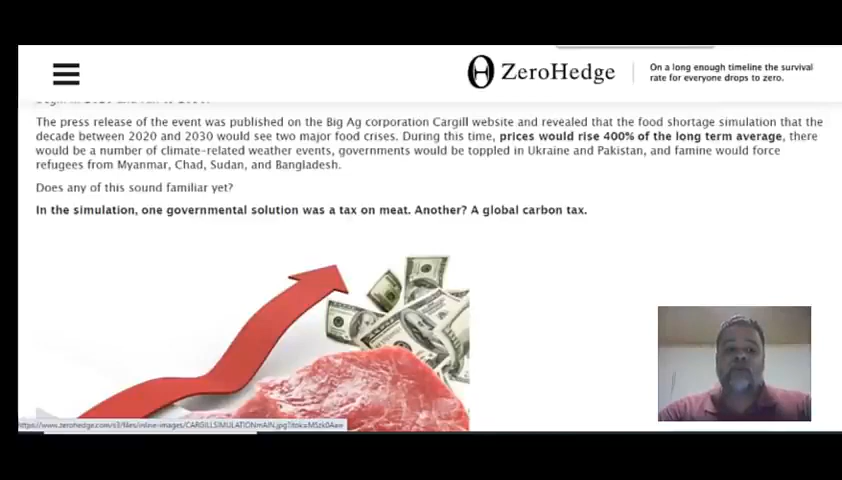 ZeroHedge
On a long enough timeline the survival
rate for everyone drops to zero.
The press release of the event was published on the Big Ag corporation Cargill website and revealed that the food shortage simulation that the
decade between 2020 and 2030 would see two major food crises. During this time, prices would rise 400% of the long term average, there
would be a number of climate-related weather events, governments would be toppled in Ukraine and Pakistan, and famine would force
refugees from Myanmar, Chad, Sudan, and Bangladesh.
Does any of this sound familiar yet?
In the simulation, one governmental solution was a tax on meat. Another? A global carbon tax.